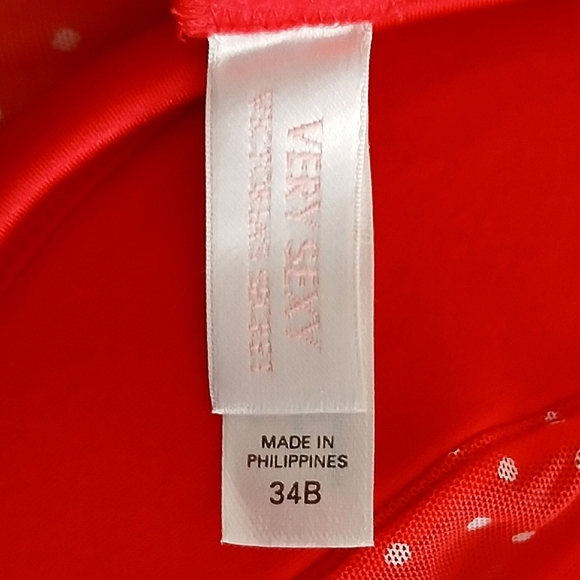 VERY SEXY
VICTORIA'S SECRET
MADE IN
PHILIPPINES
34B